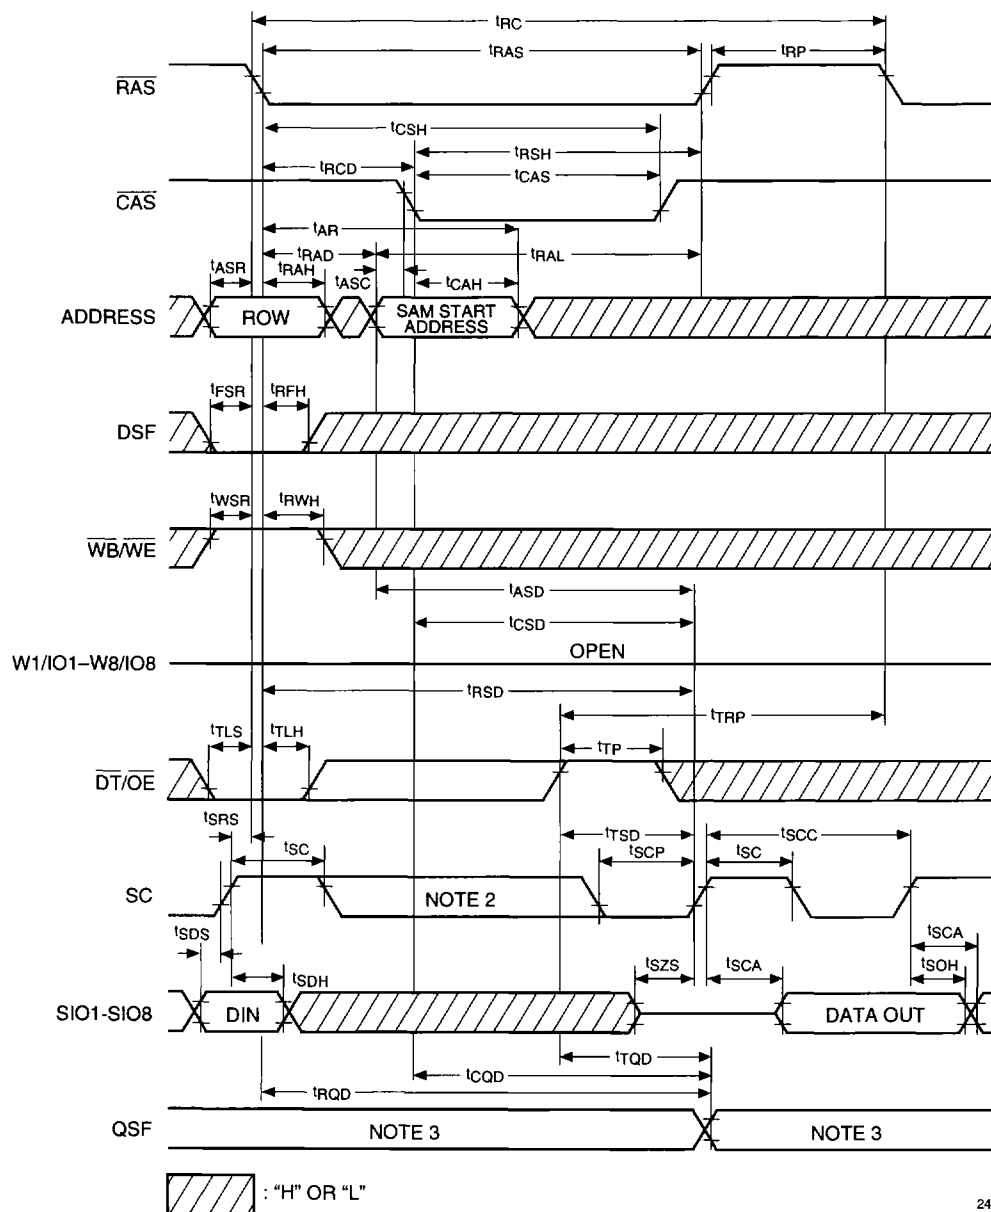 tRC
tRAS
tRP
RAS
tCSH
tRSH
tRCD
tCAS
CAS
tAR
tRAD
tRAL
tASR
tRAH
tASC
tCAH
ADDRESS
ROW
SAM START
ADDRESS
tFSR
tRFH
DSF
tWSR
tRWH
WB/WE
tASD
tCSD
W1/IO1–W8/IO8
OPEN
tRSD
tTRP
tTLS
tTLH
tTP
DT/OE
tSRS
tSC
tTSD
tSCC
tSCP
tSC
SC
NOTE 2
tSDS
tSDH
tSZS
tSCA
tSCA
tSOH
SIO1-SIO8
DIN
DATA OUT
tTQD
tCQD
tRQD
QSF
NOTE 3
NOTE 3
: "H" OR "L"
24